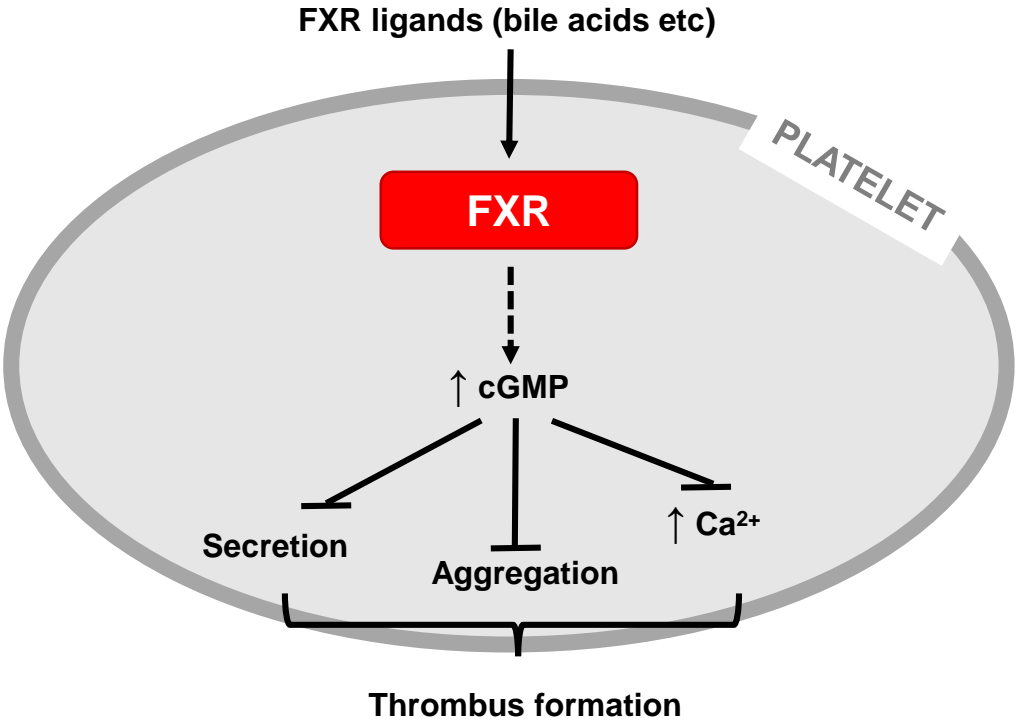 FXR ligands (bile acids etc)
PLATELET
FXR
↑ cGMP
Secretion
Aggregation
↑ Ca²⁺
Thrombus formation